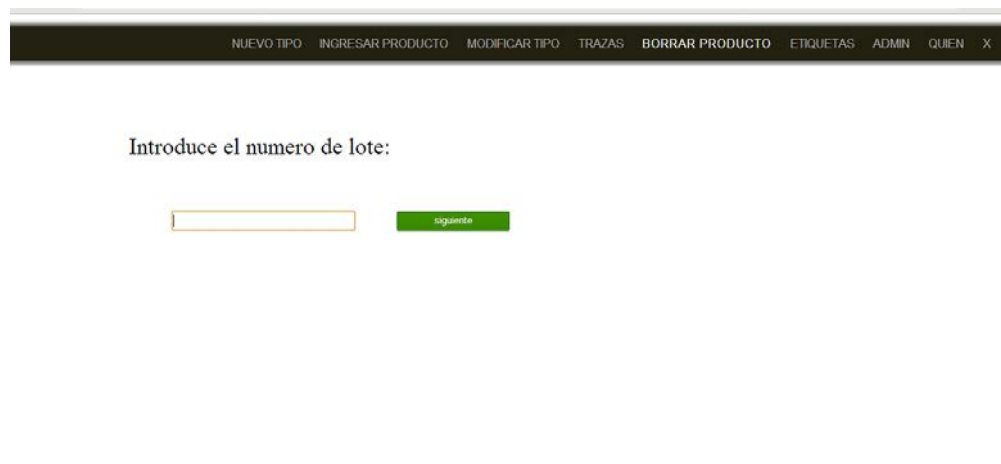 NUEVO TIPO INGRESAR PRODUCTO MODIFICAR TIPO TRAZAS BORRAR PRODUCTO ETIQUETAS ADMIN QUIEN X
Introduce el numero de lote:
siguiente